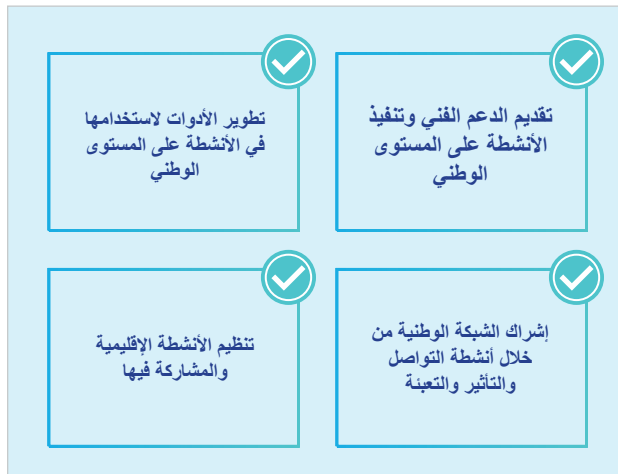 تقديم الدعم الفني وتنفيذ
الأنشطة على المستوى
الوطني
تطوير الأدوات لاستخدامها
في الأنشطة على المستوى
الوطني
إشراك الشبكة الوطنية من
خلال أنشطة التواصل
والتأثير والتعبئة
تنظيم الأنشطة الإقليمية
والمشاركة فيها